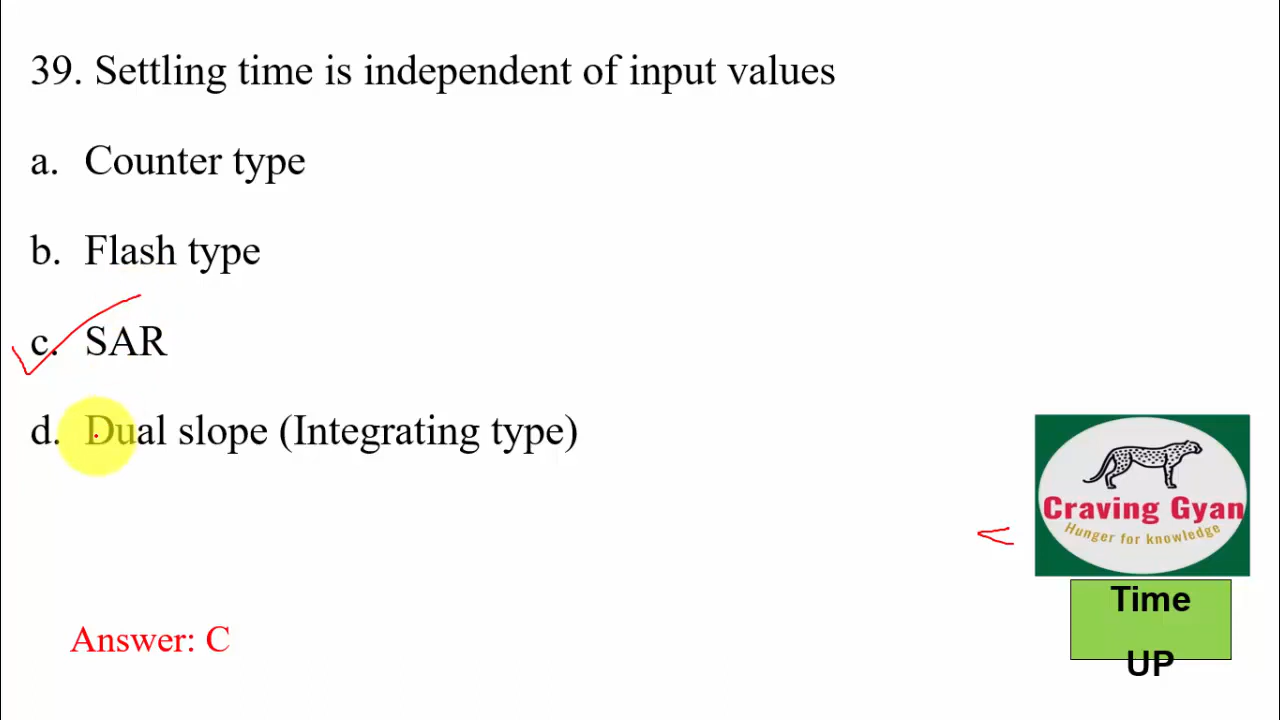 39. Settling time is independent of input values
a. Counter type
b. Flash type
c. SAR
d. Dual slope (Integrating type)
Craving Gyan
Hunger for knowledge
Answer: C
Time
UP